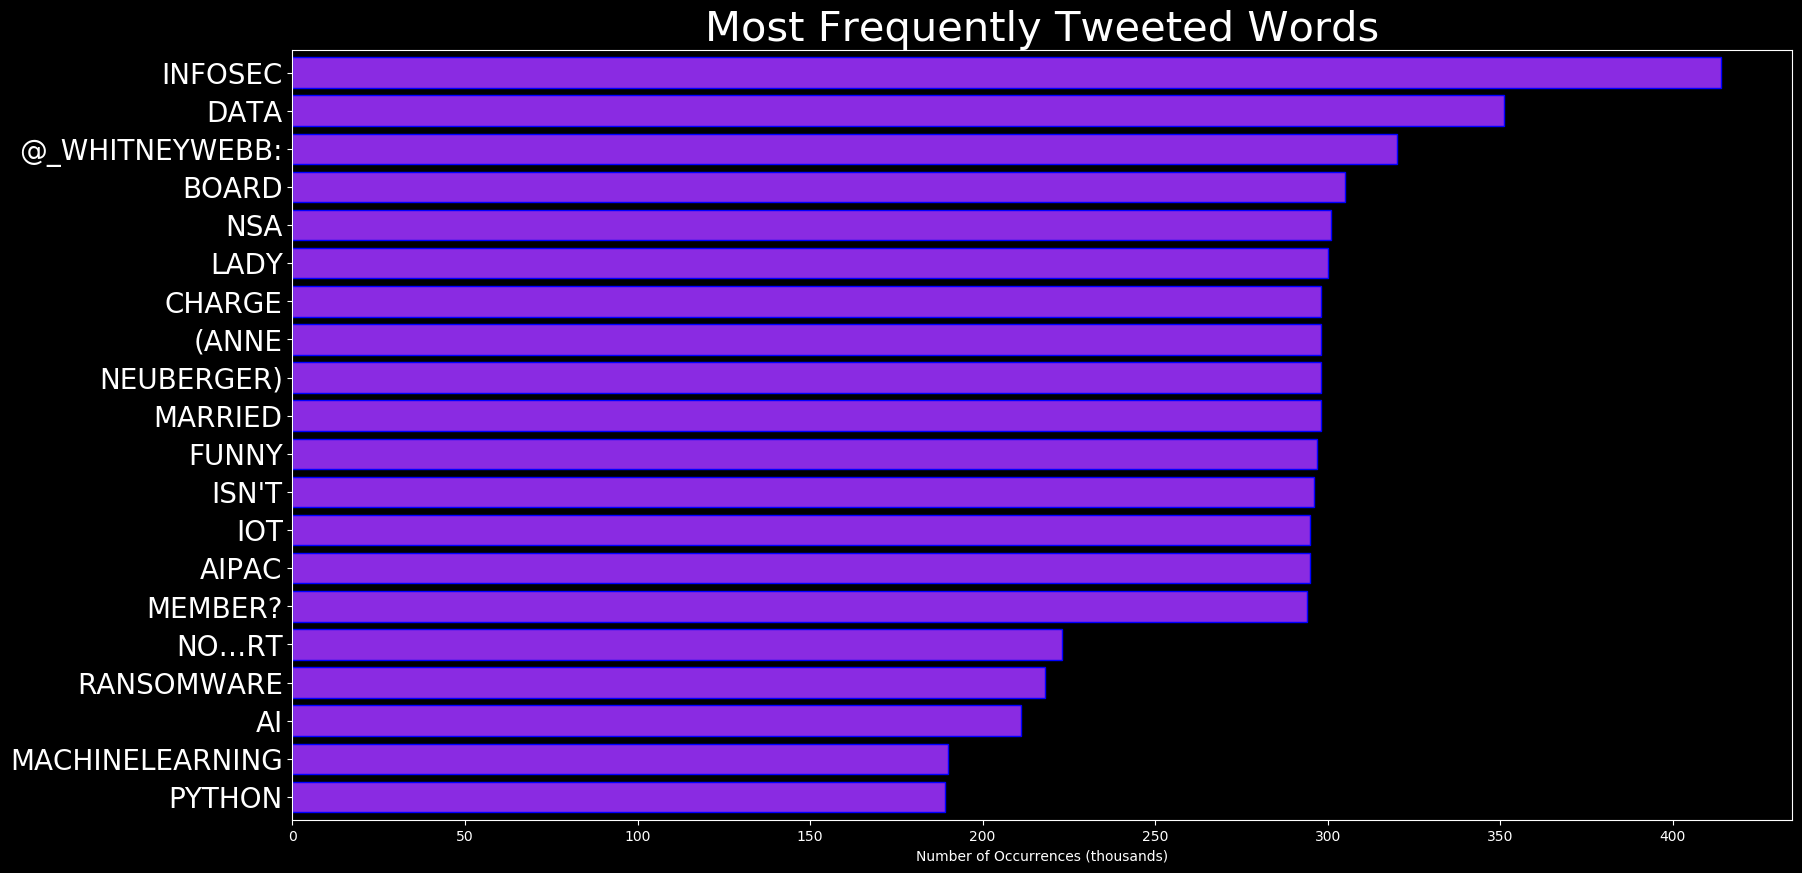 Most Frequently Tweeted Words
INFOSEC
DATA
@_WHITNEYWEBB:
BOARD
NSA
LADY
CHARGE
(ANNE
NEUBERGER)
MARRIED
FUNNY
ISN'T
IOT
AIPAC
MEMBER?
NO…RT
RANSOMWARE
AI
MACHINELEARNING
PYTHON
0 50 100 150 200 250 300 350 400
Number of Occurrences (thousands)